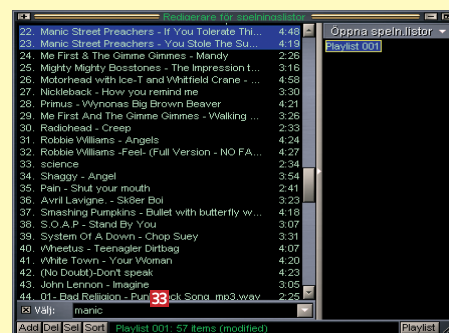 Redigerare för spelningslistor
22. Manic Street Preachers - If You Tolerate Thi... 4:48
23. Manic Street Preachers - You Stole The Su... 4:19
24. Me First & The Gimme Gimmes - Mandy 2:26
25. Mighty Mighty Bosstones - The Impression t... 3:16
26. Motorhead with Ice-T and Whitfield Crane - ... 4:58
27. Nickleback - How you remind me 3:30
28. Primus - Wynonas Big Brown Beaver 4:21
29. Me First And The Gimme Gimmes - Walking ... 3:26
30. Radiohead - Creep 2:33
31. Robbie Williams - Angels 4:24
32. Robbie Williams -Feel- (Full Version - NO FA... 4:27
33. science 2:34
34. Shaggy - Angel 3:54
35. Pain - Shut your mouth 2:41
36. Avril Lavigne. - Sk8er Boi 3:23
37. Smashing Pumpkins - Bullet with butterfly w... 4:18
38. S.O.A.P - Stand By You 3:07
39. System Of A Down - Chop Suey 3:31
40. Wheetus - Teenagler Dirtbag 4:07
41. White Town - Your Woman 4:20
42. (No Doubt)-Don't speak 4:23
43. John Lennon - Imagine 3:05
44. 01- Bad Religion - Punk Rock Song .mp3.wav 2:25
33
Välj: manic
Add Del Sel Sort Playlist 001: 57 items (modified) Playlist
Öppna speln.listor
Playlist 001